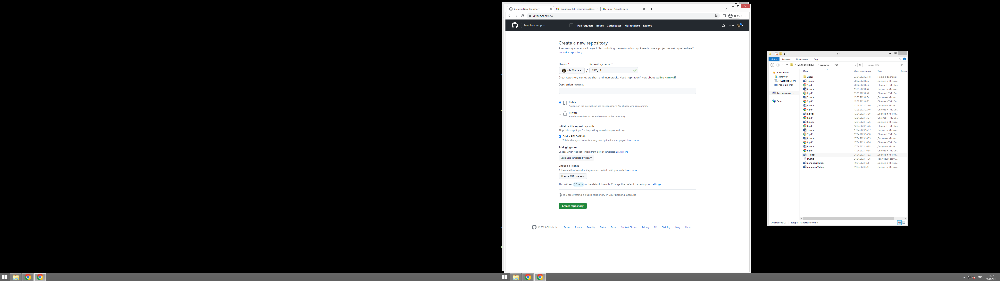 Create a New Repository
Входящие (2) - marrrselino@gm
пиж – Google Диск
github.com/new
Гость
Search or jump to...
/
Pull requests Issues Codespaces Marketplace Explore
Create a new repository
A repository contains all project files, including the revision history. Already have a project repository elsewhere?
Import a repository.
Owner *
Repository name *
obrMaria
/
TRO_11
Great repository names are short and memorable. Need inspiration? How about scaling-carnival?
Description (optional)
Public
Anyone on the internet can see this repository. You choose who can commit.
Private
You choose who can see and commit to this repository.
Initialize this repository with:
Skip this step if you're importing an existing repository.
Add a README file
This is where you can write a long description for your project. Learn more.
Add .gitignore
Choose which files not to track from a list of templates. Learn more.
.gitignore template: Python
Choose a license
A license tells others what they can and can't do with your code. Learn more.
License: MIT License
This will set main as the default branch. Change the default name in your settings.
You are creating a public repository in your personal account.
Create repository
© 2023 GitHub, Inc. Terms Privacy Security Status Docs Contact GitHub Pricing API Training Blog About
ТРО
Файл Главная Поделиться Вид
« MUSHURRR (F:) 4 семестр ТРО
Поиск: ТРО
Избранное
Загрузки
Недавние места
Рабочий стол
Этот компьютер
Сеть
Имя Дата изменения Тип Разм
лабы 23.04.2023 23:18 Папка с файлами
1.docx 20.02.2023 0:22 Документ Micros...
1.pdf 20.02.2023 0:22 Chrome HTML Do...
2.docx 13.03.2023 0:42 Документ Micros...
2.pdf 13.03.2023 0:42 Chrome HTML Do...
3.docx 13.03.2023 0:34 Документ Micros...
3.pdf 13.03.2023 0:35 Chrome HTML Do...
4.docx 12.03.2023 22:46 Документ Micros...
4.pdf 12.03.2023 22:46 Chrome HTML Do...
5.docx 12.04.2023 13:36 Документ Micros... 1
5.pdf 12.04.2023 13:37 Chrome HTML Do... 1
6.docx 12.04.2023 15:26 Документ Micros... 1
6.pdf 12.04.2023 15:26 Chrome HTML Do...
7.docx 17.04.2023 16:37 Документ Micros...
7.pdf 17.04.2023 16:38 Chrome HTML Do...
8.docx 17.04.2023 16:35 Документ Micros...
8.pdf 17.04.2023 16:36 Chrome HTML Do...
9.docx 17.04.2023 16:33 Документ Micros...
9.pdf 17.04.2023 16:34 Chrome HTML Do...
11.docx 24.04.2023 11:32 Документ Micros...
kf,s.txt 24.04.2023 11:36 Текстовый докум...
вопросы 8.docx 19.04.2023 4:06 Документ Micros...
вопросы 9.docx 19.04.2023 3:43 Документ Micros...
Элементов: 23 Выбран 1 элемент: 0 байт
ENG
11:37
24.04.2023